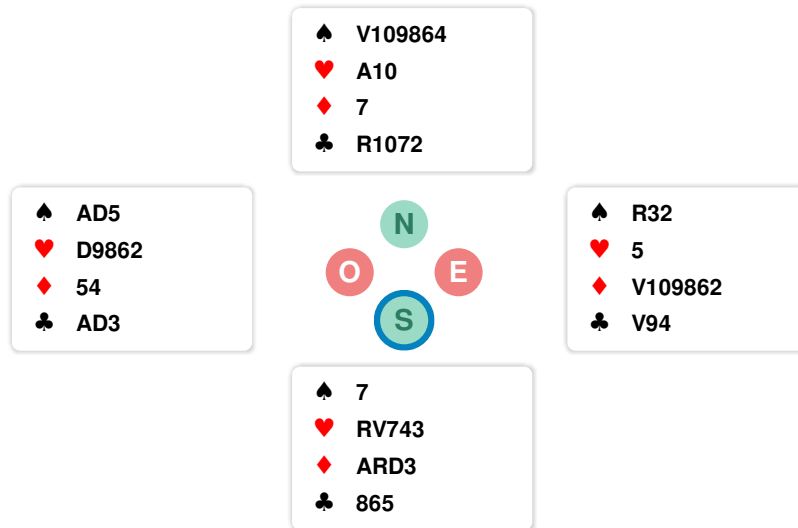 ♠ V109864
♥ A10
♦ 7
♣ R1072
♠ AD5
♥ D9862
♦ 54
♣ AD3
N
O E
S
♠ R32
♥ 5
♦ V109862
♣ V94
♠ 7
♥ RV743
♦ ARD3
♣ 865